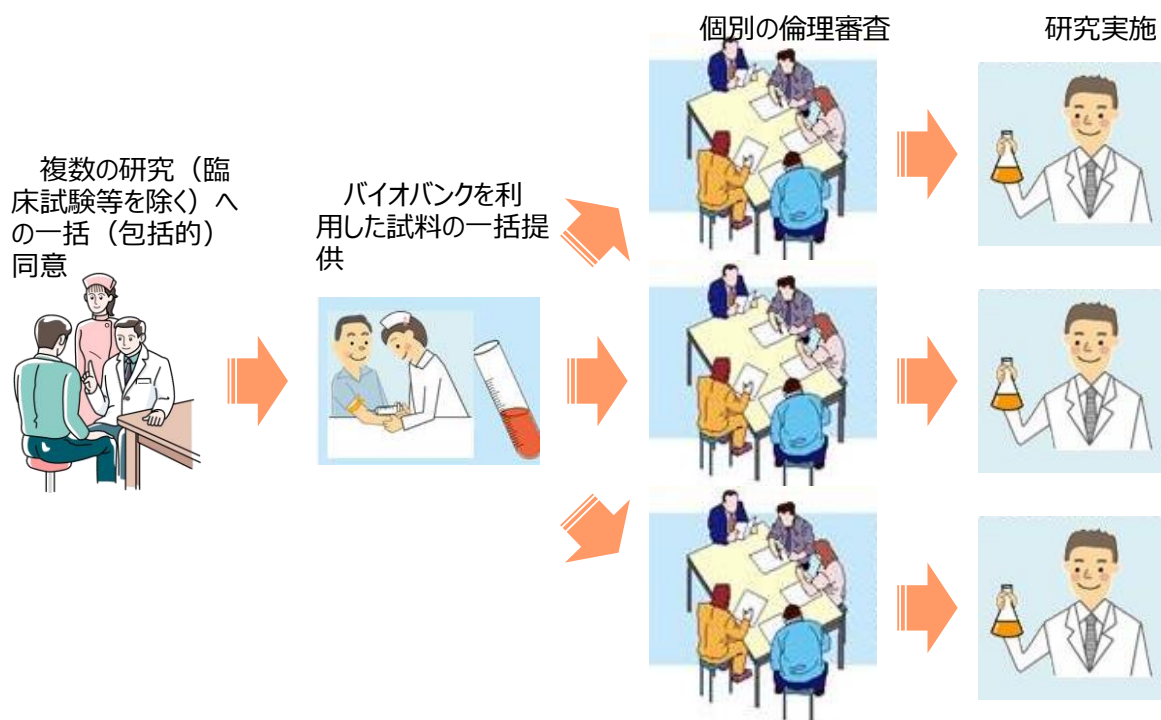 個別の倫理審査
研究実施
複数の研究（臨
床試験等を除く）へ
の一括（包括的）
同意
バイオバンクを利
用した試料の一括提
供